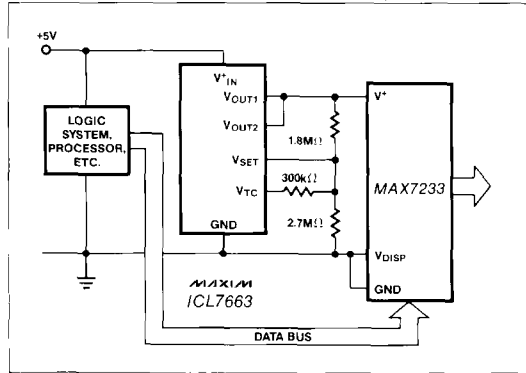 +5V
V+IN
LOGIC
SYSTEM,
PROCESSOR,
ETC.
VOUT1
VOUT2
VSET
VTC
GND
1.8MΩ
300kΩ
2.7MΩ
V+
MAX7233
VDISP
GND
MAXIM
ICL7663
DATA BUS